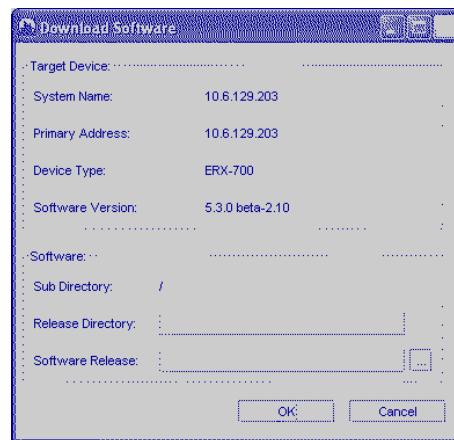 Download Software
Target Device:
System Name: 10.6.129.203
Primary Address: 10.6.129.203
Device Type: ERX-700
Software Version: 5.3.0 beta-2.10
Software:
Sub Directory: /
Release Directory:
Software Release: ...
OK Cancel